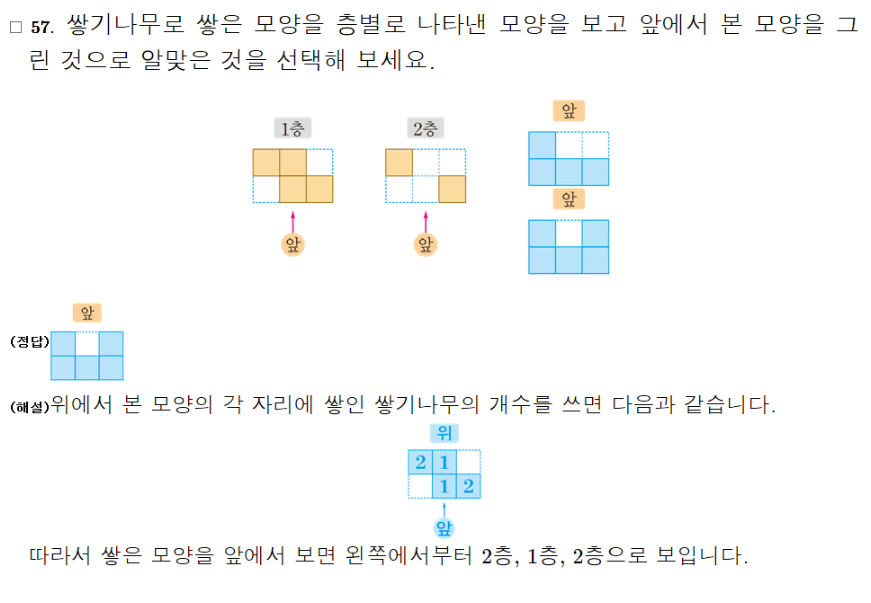 □ 57. 쌓기나무로 쌓은 모양을 층별로 나타낸 모양을 보고 앞에서 본 모양을 그
린 것으로 알맞은 것을 선택해 보세요.
앞
1층 2층
앞
앞 앞
앞
(정답)
(해설)위에서 본 모양의 각 자리에 쌓인 쌓기나무의 개수를 쓰면 다음과 같습니다.
위
2 1
1 2
앞
따라서 쌓은 모양을 앞에서 보면 왼쪽에서부터 2층, 1층, 2층으로 보입니다.